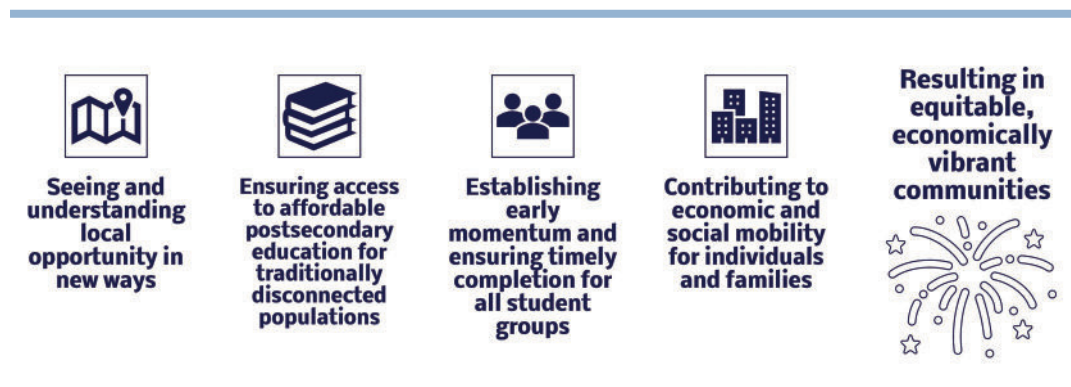 Seeing and
understanding
local
opportunity in
new ways
Ensuring access
to affordable
postsecondary
education for
traditionally
disconnected
populations
Establishing
early
momentum and
ensuring timely
completion for
all student
groups
Contributing to
economic and
social mobility
for individuals
and families
Resulting in
equitable,
economically
vibrant
communities